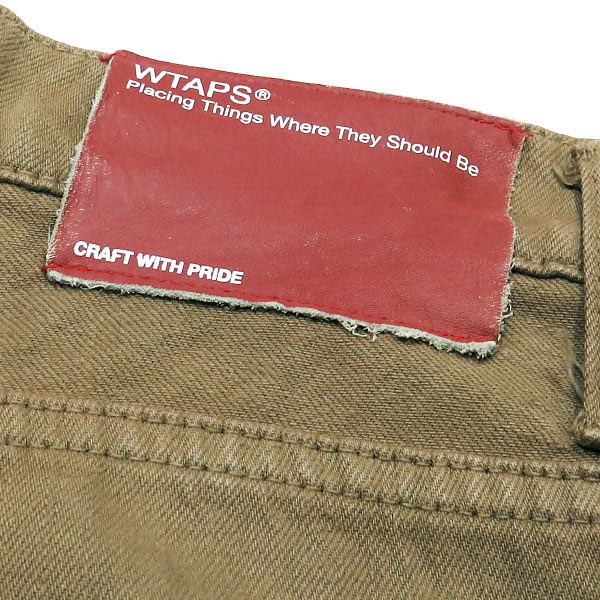 WTAPS®
Placing Things Where They Should Be
CRAFT WITH PRIDE